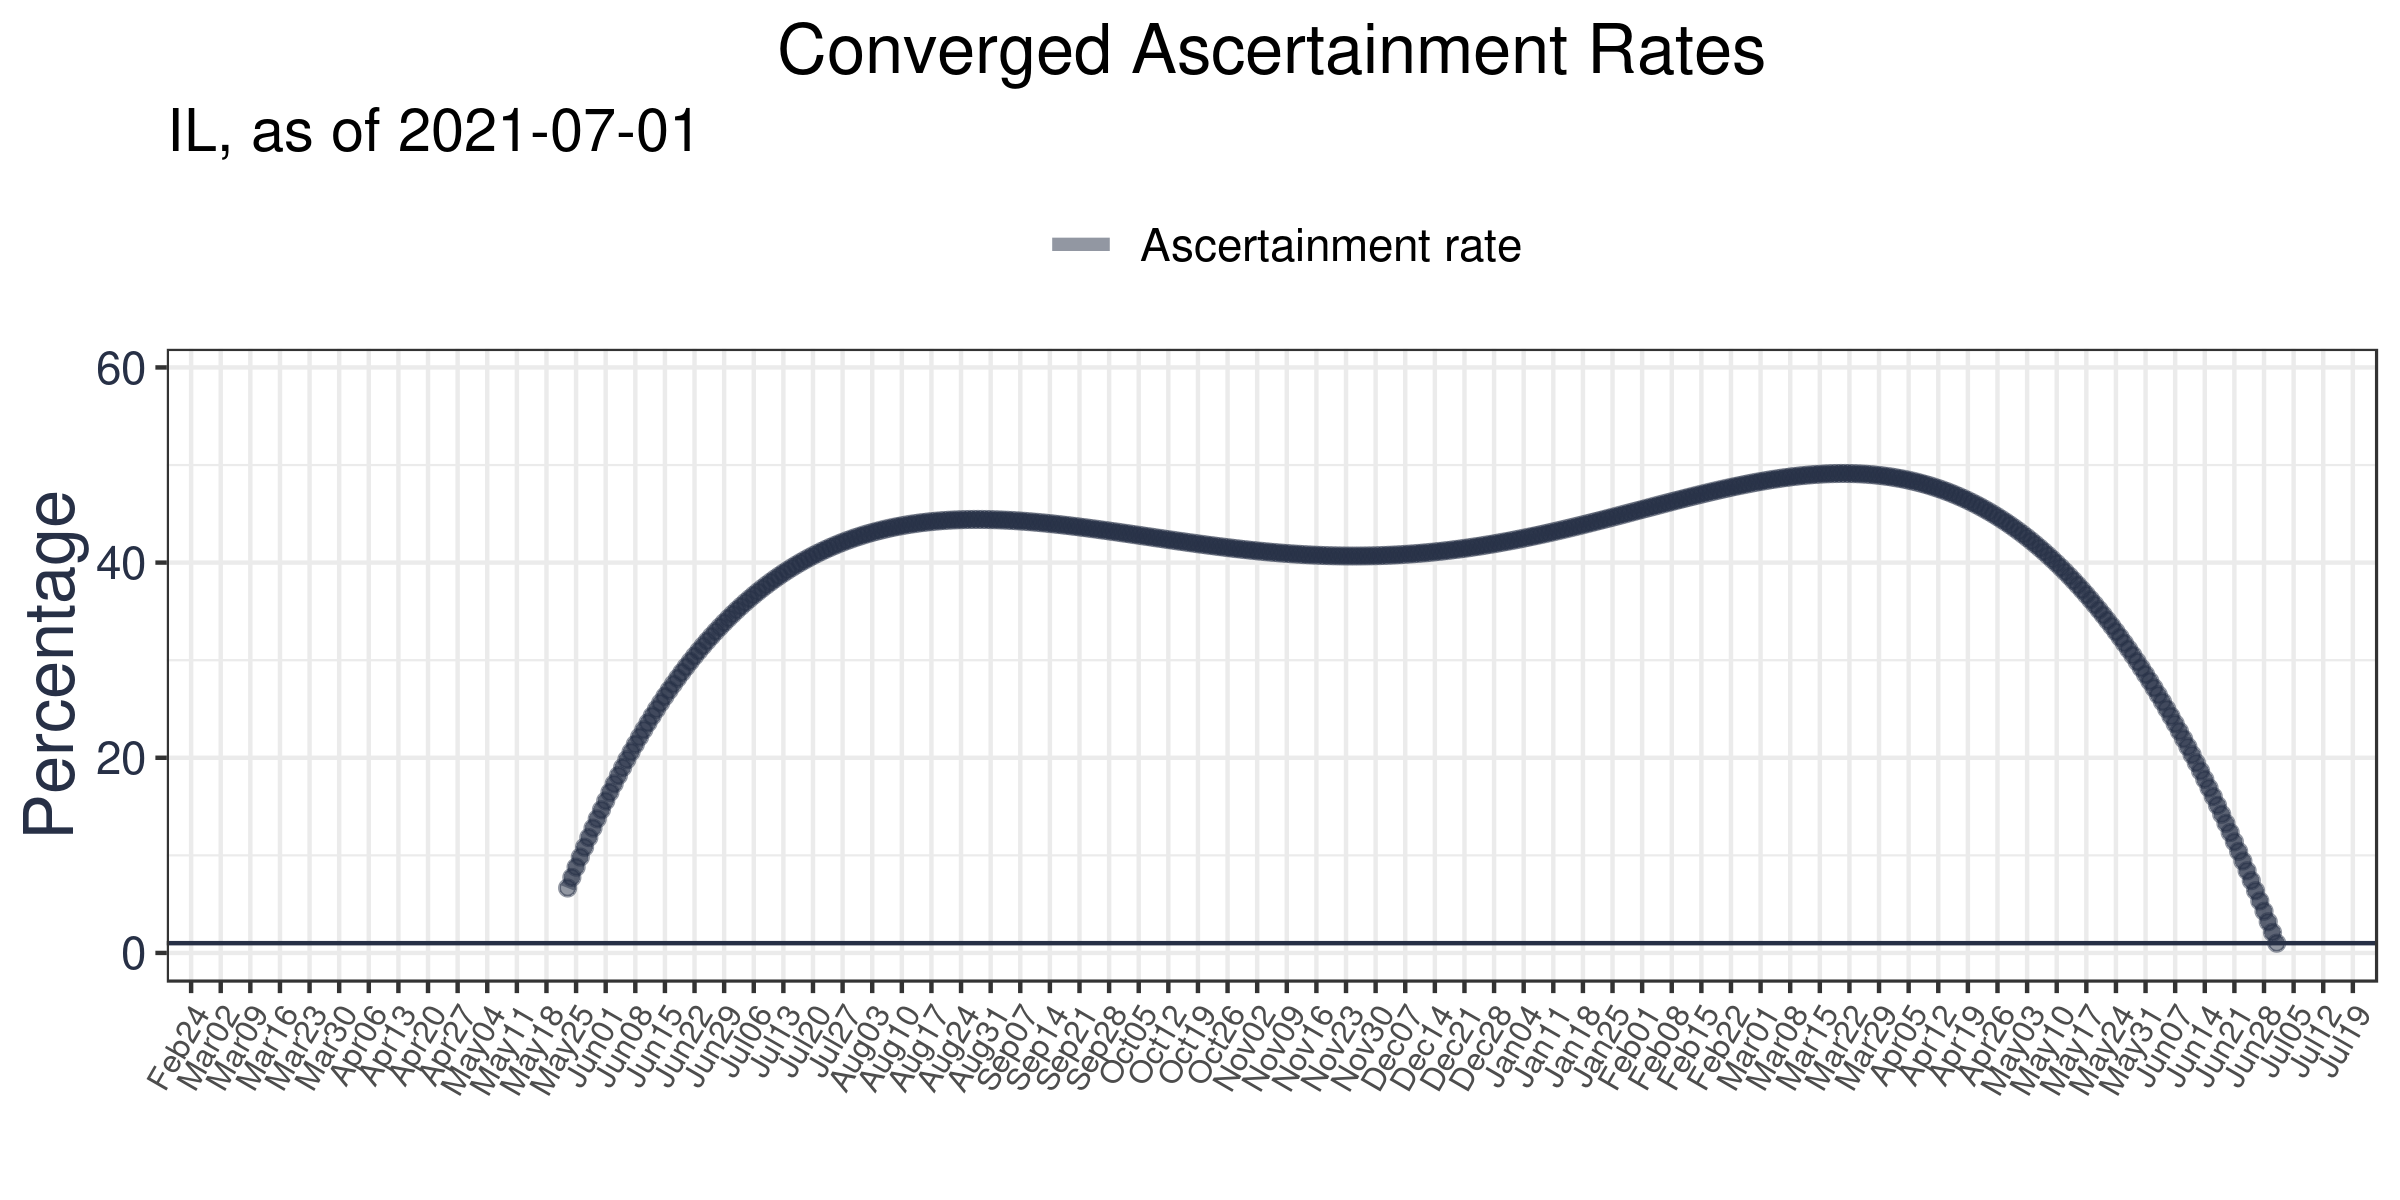 Converged Ascertainment Rates
IL, as of 2021-07-01
Ascertainment rate
Percentage
60
40
20
0
Feb24
Mar02
Mar09
Mar16
Mar23
Mar30
Apr06
Apr13
Apr20
Apr27
May04
May11
May18
May25
Jun01
Jun08
Jun15
Jun22
Jun29
Jul06
Jul13
Jul20
Jul27
Aug03
Aug10
Aug17
Aug24
Aug31
Sep07
Sep14
Sep21
Sep28
Oct05
Oct12
Oct19
Oct26
Nov02
Nov09
Nov16
Nov23
Nov30
Dec07
Dec14
Dec21
Dec28
Jan04
Jan11
Jan18
Jan25
Feb01
Feb08
Feb15
Feb22
Mar01
Mar08
Mar15
Mar22
Mar29
Apr05
Apr12
Apr19
Apr26
May03
May10
May17
May24
May31
Jun07
Jun14
Jun21
Jun28
Jul05
Jul12
Jul19